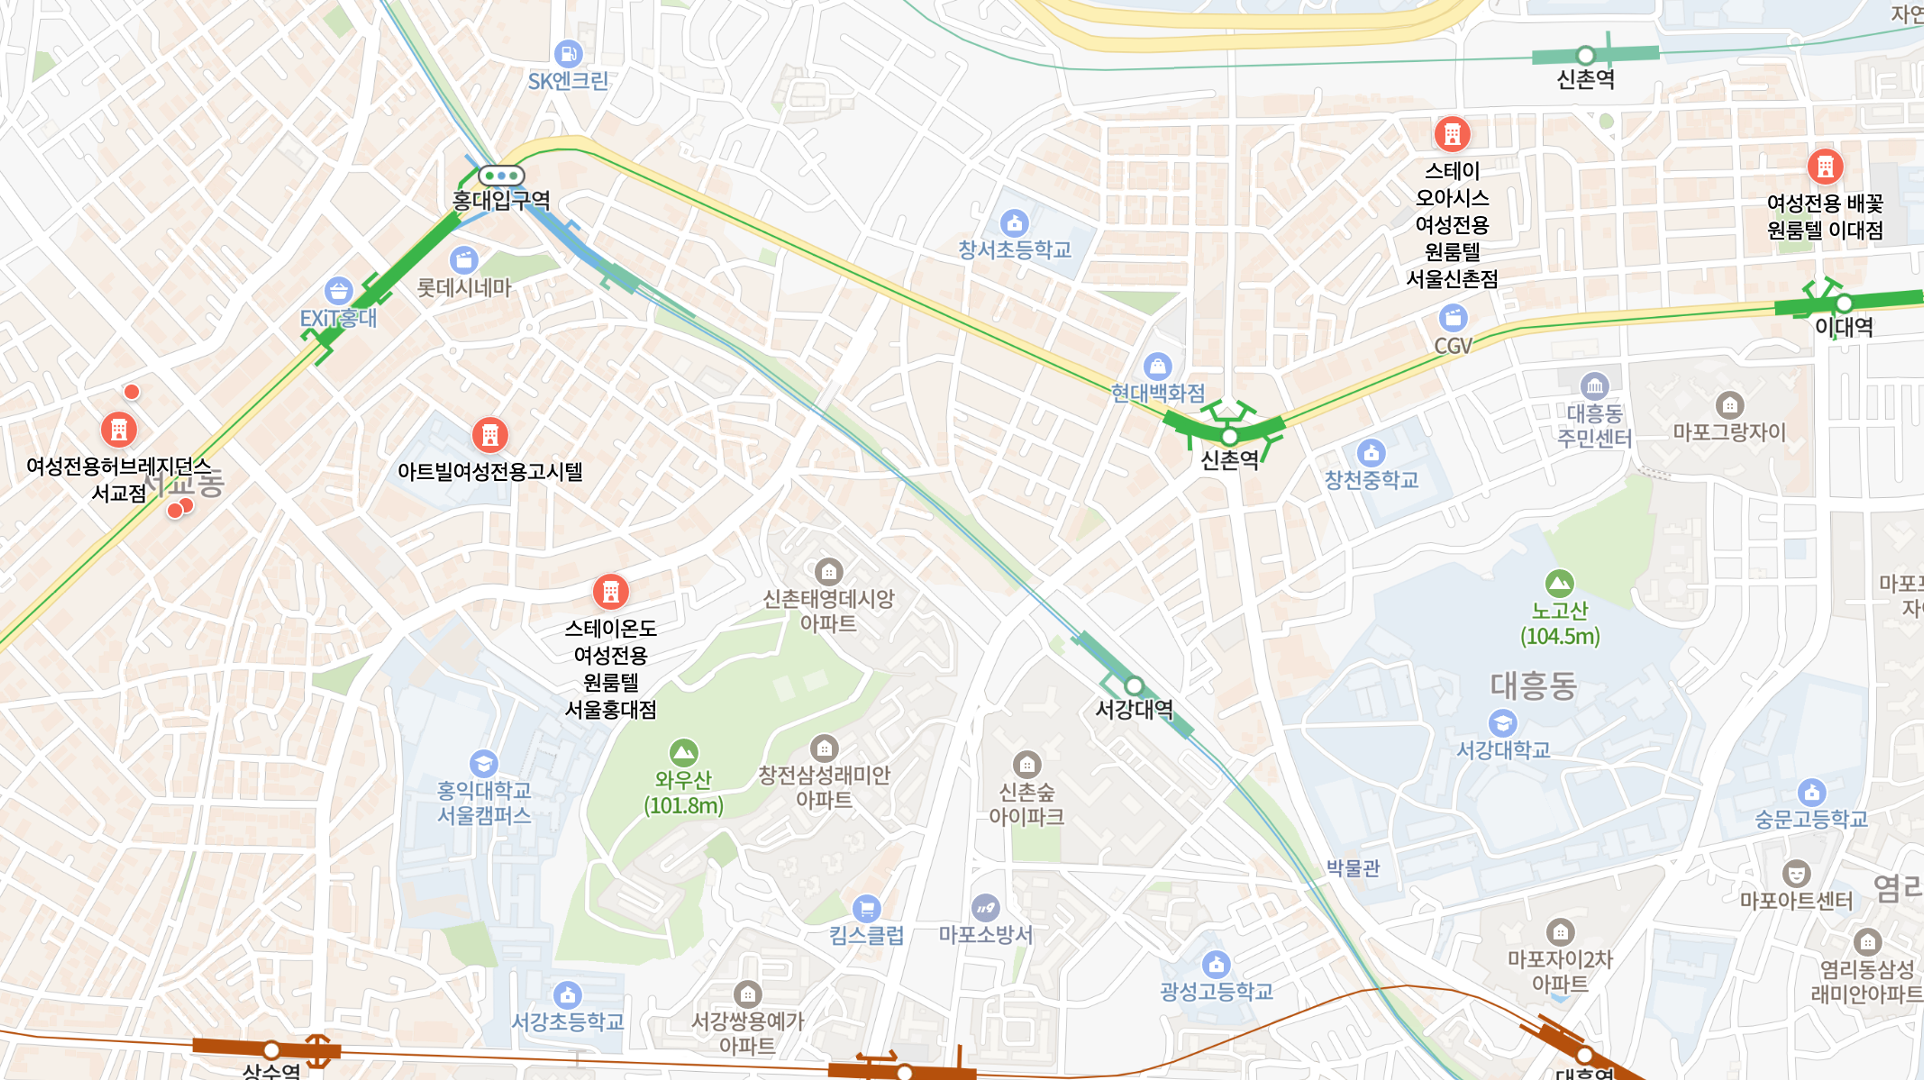 자연
신촌역
SK엔크린
스테이
오아시스
여성전용
원룸텔
서울신촌점
여성전용 배꽃
원룸텔 이대점
홍대입구역
창서초등학교
롯데시네마
EXiT홍대
이대역
CGV
현대백화점
대흥동
주민센터
마포그랑자이
신촌역
창천중학교
여성전용허브레지던스
서교점
서교동
아트빌여성전용고시텔
신촌태영데시앙
아파트
노고산
(104.5m)
스테이온도
여성전용
원룸텔
서울홍대점
대흥동
서강대역
서강대학교
와우산
(101.8m)
창전삼성래미안
아파트
신촌숲
아이파크
홍익대학교
서울캠퍼스
숭문고등학교
박물관
마포아트센터
염리
킴스클럽
119
마포소방서
마포자이2차
아파트
염리동삼성
래미안아파트
광성고등학교
서강초등학교
서강쌍용예가
아파트
상수역
대흥역